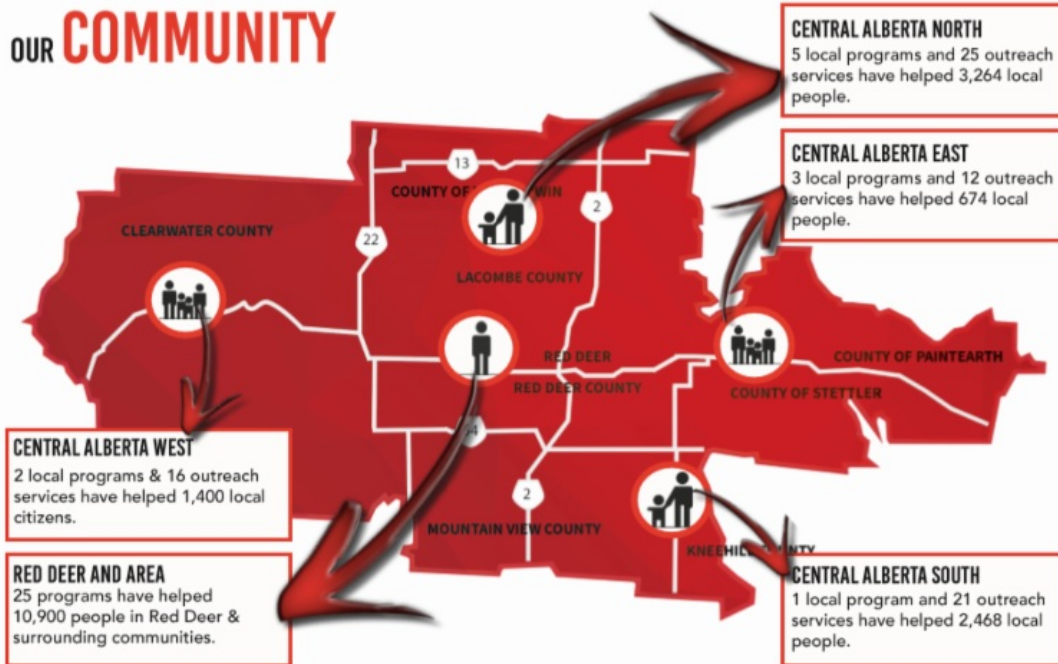 OUR COMMUNITY
CENTRAL ALBERTA NORTH
5 local programs and 25 outreach
services have helped 3,264 local
people.
CENTRAL ALBERTA EAST
3 local programs and 12 outreach
services have helped 674 local
people.
13
COUNTY OF WIN
2
CLEARWATER COUNTY
22
LACOMBE COUNTY
RED DEER
RED DEER COUNTY
COUNTY OF PAINTEARTH
COUNTY OF STETTLER
CENTRAL ALBERTA WEST
2 local programs & 16 outreach
services have helped 1,400 local
citizens.
2
MOUNTAIN VIEW COUNTY
RED DEER AND AREA
25 programs have helped
10,900 people in Red Deer &
surrounding communities.
CENTRAL ALBERTA SOUTH
1 local program and 21 outreach
services have helped 2,468 local
people.